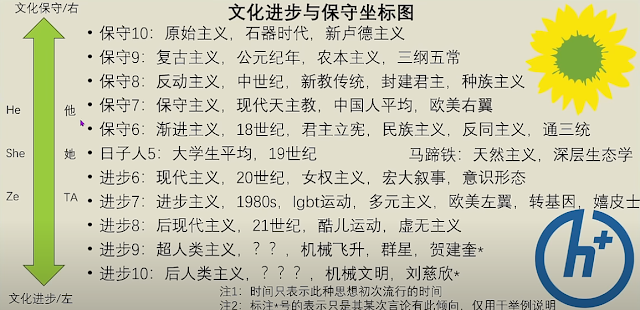 文化进步与保守坐标图
文化保守/右
保守10：原始主义，石器时代，新卢德主义
保守9：复古主义，公元纪年，农本主义，三纲五常
保守8：反动主义，中世纪，新教传统，封建君主，种族主义
He
他
保守7：保守主义，现代天主教，中国人平均，欧美右翼
保守6：渐进主义，18世纪，君主立宪，民族主义，反同主义，通三统
She
她
日子人5：大学生平均，19世纪
马蹄铁：天然主义，深层生态学
进步6：现代主义，20世纪，女权主义，宏大叙事，意识形态
Ze
TA
进步7：进步主义，1980s，lgbt运动，多元主义，欧美左翼，转基因，嬉皮士
进步8：后现代主义，21世纪，酷儿运动，虚无主义
进步9：超人类主义，？？，机械飞升，群星，贺建奎*
进步10：后人类主义，？？？，机械文明，刘慈欣*
文化进步/左
注1：时间只表示此种思想初次流行的时间
注2：标注*号的表示只是其某次言论有此倾向，仅用于举例说明
h+